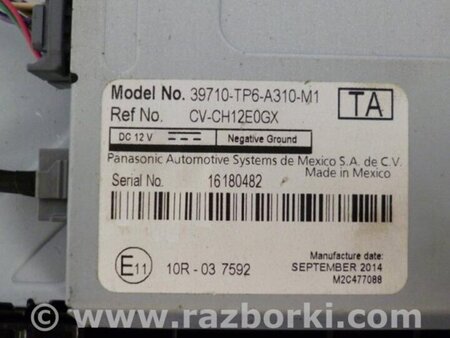 Model No. 39710-TP6-A310-M1
TA
Ref No. CV-CH12E0GX
DC 12 V Negative Ground
Panasonic Automotive Systems de Mexico S.A. de C.V.
Made in Mexico
Serial No. 16180482
E11 10R-03 7592
Manufacture date:
SEPTEMBER 2014
M2C477088
© www.razborki.com